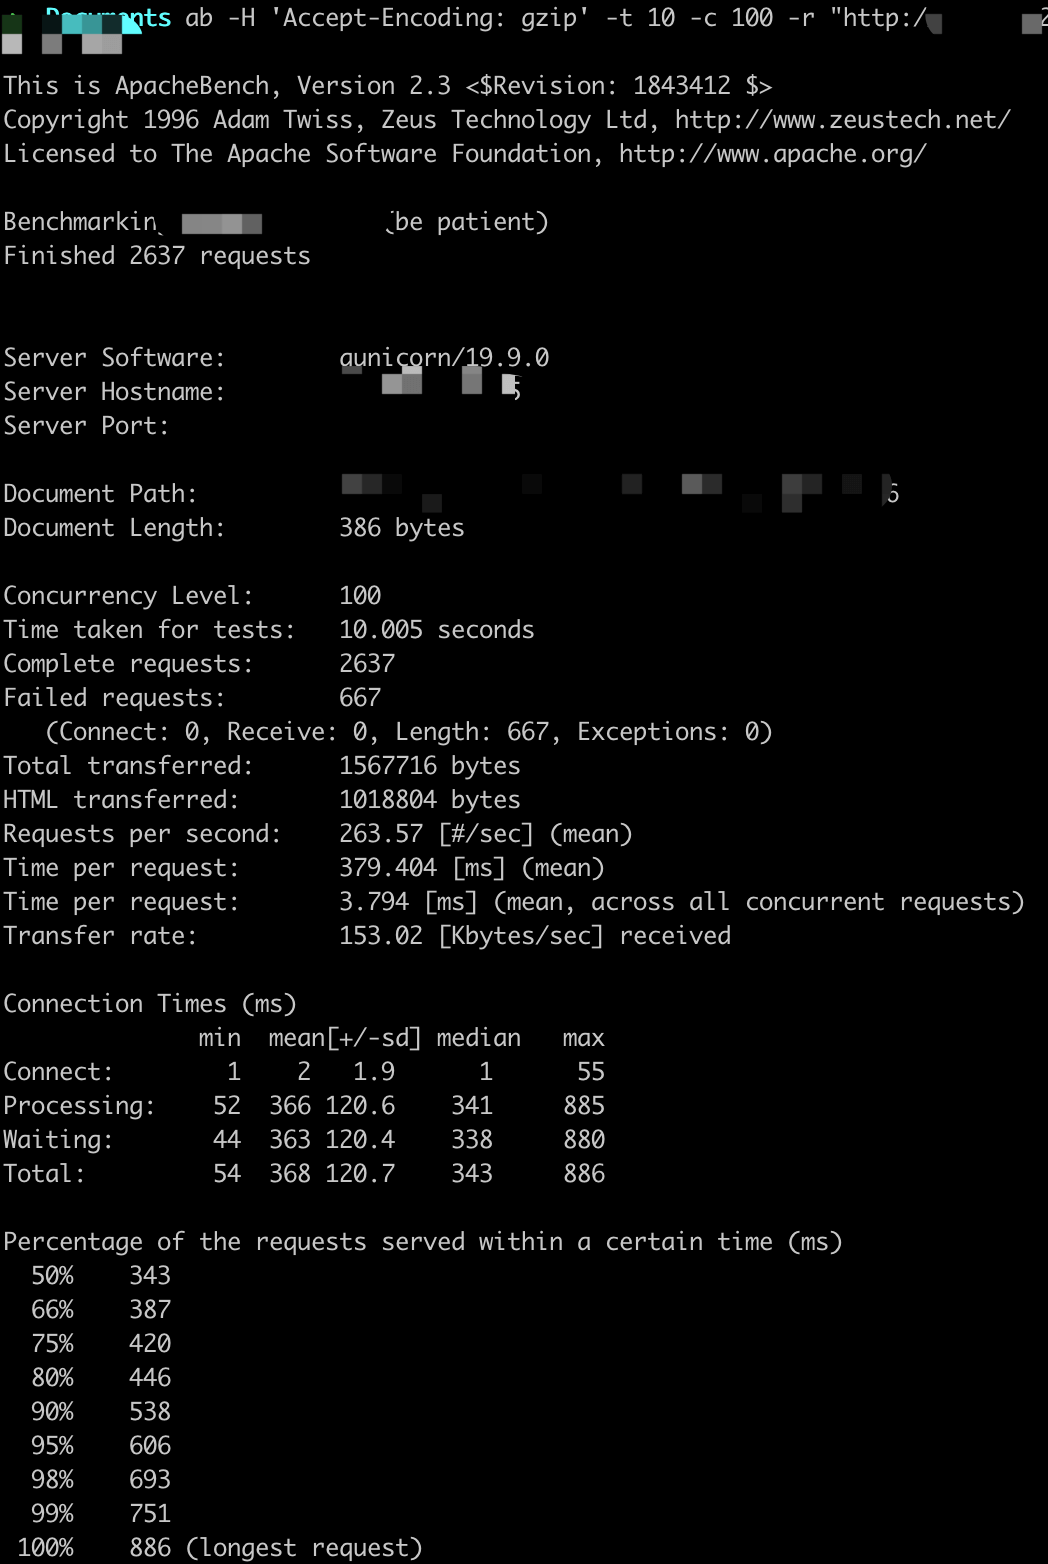 Documents ab -H 'Accept-Encoding: gzip' -t 10 -c 100 -r "http:/
This is ApacheBench, Version 2.3 <$Revision: 1843412 $>
Copyright 1996 Adam Twiss, Zeus Technology Ltd, http://www.zeustech.net/
Licensed to The Apache Software Foundation, http://www.apache.org/
Benchmarking (be patient)
Finished 2637 requests
Server Software: gunicorn/19.9.0
Server Hostname:
Server Port:
Document Path: 6
Document Length: 386 bytes
Concurrency Level: 100
Time taken for tests: 10.005 seconds
Complete requests: 2637
Failed requests: 667
(Connect: 0, Receive: 0, Length: 667, Exceptions: 0)
Total transferred: 1567716 bytes
HTML transferred: 1018804 bytes
Requests per second: 263.57 [#/sec] (mean)
Time per request: 379.404 [ms] (mean)
Time per request: 3.794 [ms] (mean, across all concurrent requests)
Transfer rate: 153.02 [Kbytes/sec] received
Connection Times (ms)
min mean[+/-sd] median max
Connect: 1 2 1.9 1 55
Processing: 52 366 120.6 341 885
Waiting: 44 363 120.4 338 880
Total: 54 368 120.7 343 886
Percentage of the requests served within a certain time (ms)
50% 343
66% 387
75% 420
80% 446
90% 538
95% 606
98% 693
99% 751
100% 886 (longest request)